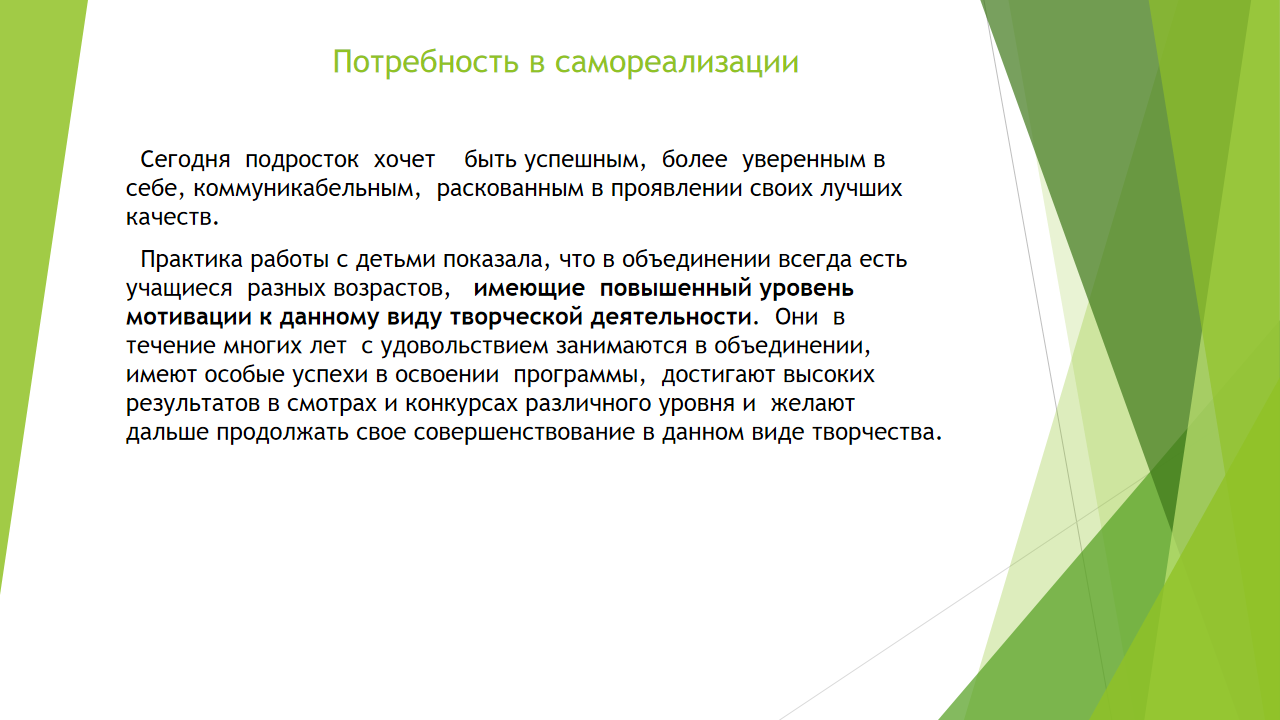 Потребность в самореализации
Сегодня подросток хочет быть успешным, более уверенным в
себе, коммуникабельным, раскованным в проявлении своих лучших
качеств.
Практика работы с детьми показала, что в объединении всегда есть
учащиеся разных возрастов, имеющие повышенный уровень
мотивации к данному виду творческой деятельности. Они в
течение многих лет с удовольствием занимаются в объединении,
имеют особые успехи в освоении программы, достигают высоких
результатов в смотрах и конкурсах различного уровня и желают
дальше продолжать свое совершенствование в данном виде творчества.